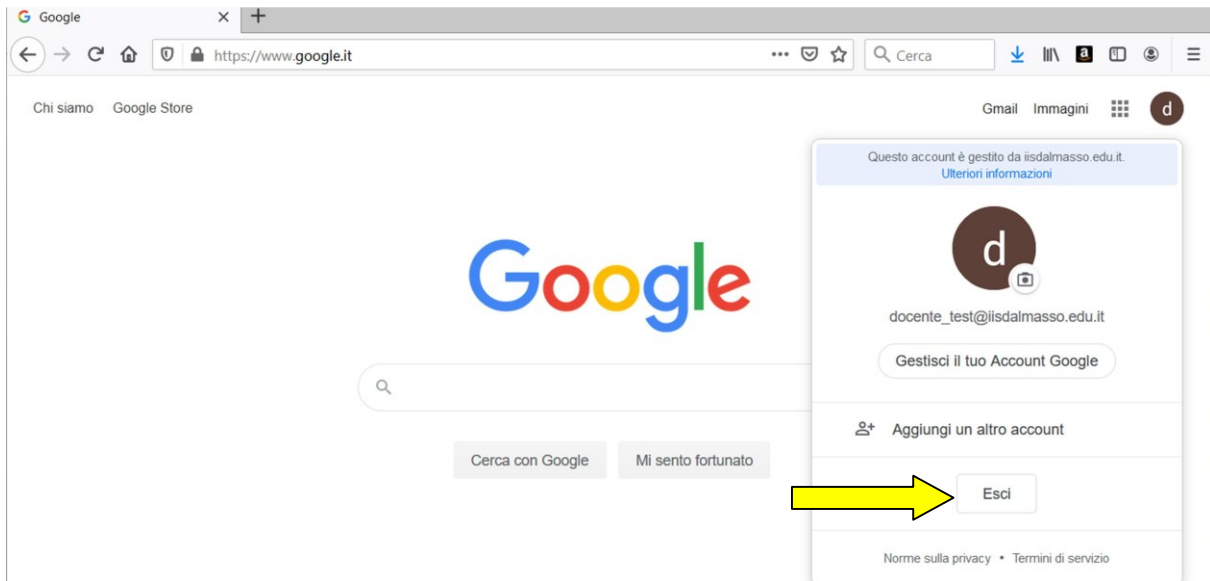 Google
https://www.google.it
Cerca
a
Chi siamo Google Store
Gmail Immagini
d
Questo account è gestito da iisdalmasso.edu.it.
Ulteriori informazioni
d
Google
docente_test@iisdalmasso.edu.it
Gestisci il tuo Account Google
Aggiungi un altro account
Cerca con Google Mi sento fortunato
Esci
Norme sulla privacy • Termini di servizio